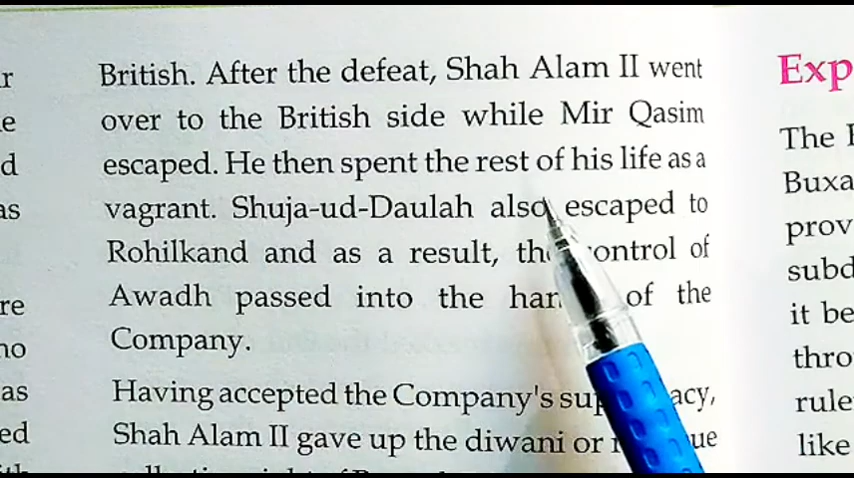 British. After the defeat, Shah Alam II went
over to the British side while Mir Qasim
escaped. He then spent the rest of his life as a
vagrant. Shuja-ud-Daulah also escaped to
Rohilkand and as a result, the control of
Awadh passed into the of the
Company.
Having accepted the Company's
Shah Alam II gave up the diwani or
Exp
The
Buxa
prov
subd
it be
thro
rule
like